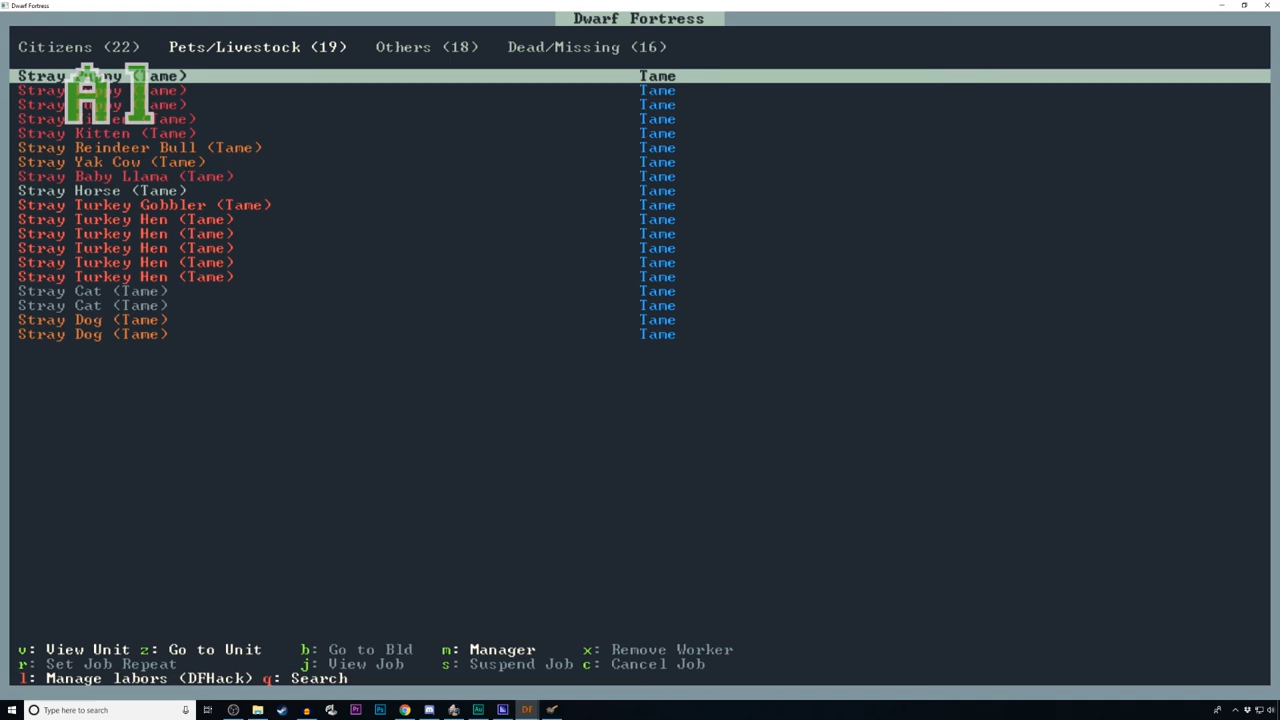 Dwarf Fortress
Dwarf Fortress
Citizens (22) Pets/Livestock (19) Others (18) Dead/Missing (16)
Al
Stray (Tame) Tame
Stray (Tame) Tame
Stray (Tame) Tame
Stray (Tame) Tame
Stray Kitten (Tame) Tame
Stray Reindeer Bull (Tame) Tame
Stray Yak Cow (Tame) Tame
Stray Baby Llama (Tame) Tame
Stray Horse (Tame) Tame
Stray Turkey Gobbler (Tame) Tame
Stray Turkey Hen (Tame) Tame
Stray Turkey Hen (Tame) Tame
Stray Turkey Hen (Tame) Tame
Stray Turkey Hen (Tame) Tame
Stray Turkey Hen (Tame) Tame
Stray Cat (Tame) Tame
Stray Cat (Tame) Tame
Stray Dog (Tame) Tame
Stray Dog (Tame) Tame
v: View Unit z: Go to Unit b: Go to Bld m: Manager x: Remove Worker
r: Set Job Repeat j: View Job s: Suspend Job c: Cancel Job
l: Manage labors (DFHack) q: Search
Type here to search